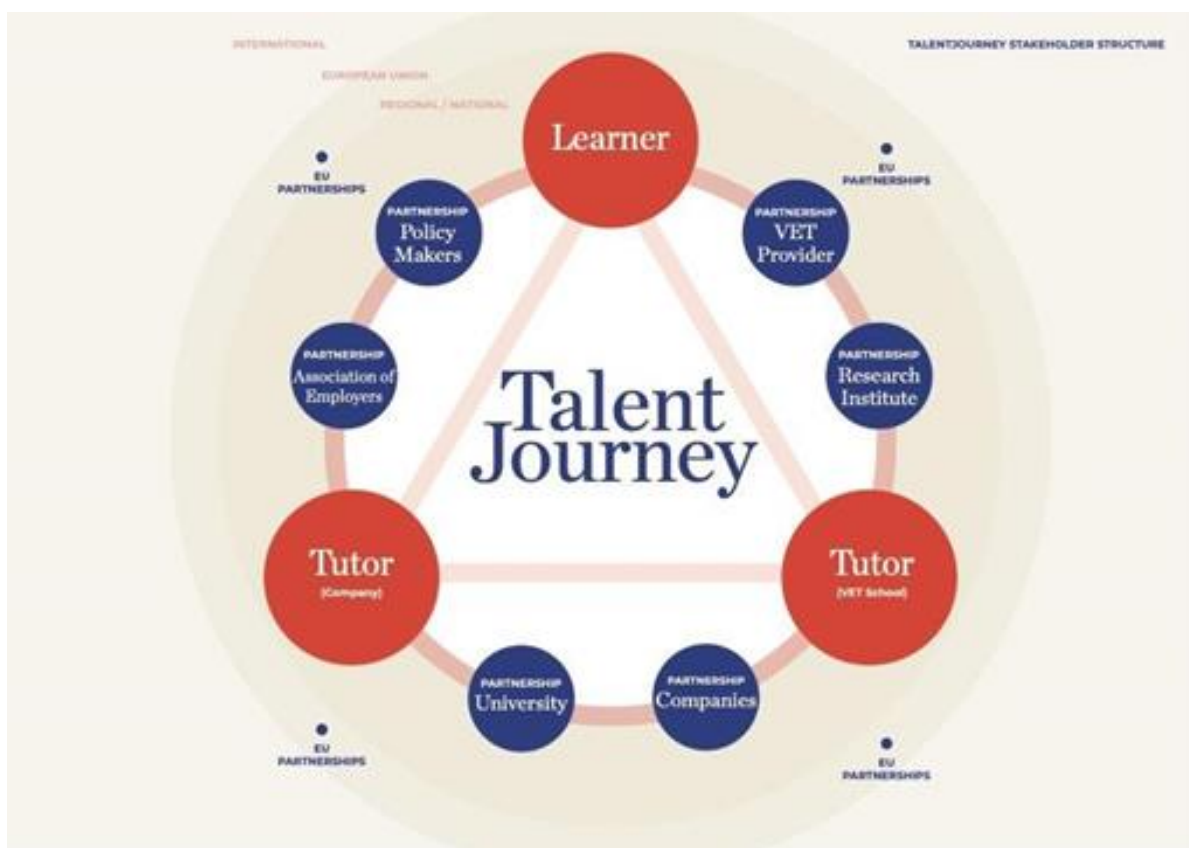 INTERNATIONAL
TALENTJOURNEY STAKEHOLDER STRUCTURE
EUROPEAN UNION
REGIONAL / NATIONAL
Learner
EU
PARTNERSHIPS
EU
PARTNERSHIPS
PARTNERSHIP
Policy
Makers
PARTNERSHIP
VET
Provider
PARTNERSHIP
Association of
Employers
PARTNERSHIP
Research
Institute
Talent
Journey
Tutor
(Company)
Tutor
(VET School)
PARTNERSHIP
University
PARTNERSHIP
Companies
EU
PARTNERSHIPS
EU
PARTNERSHIPS